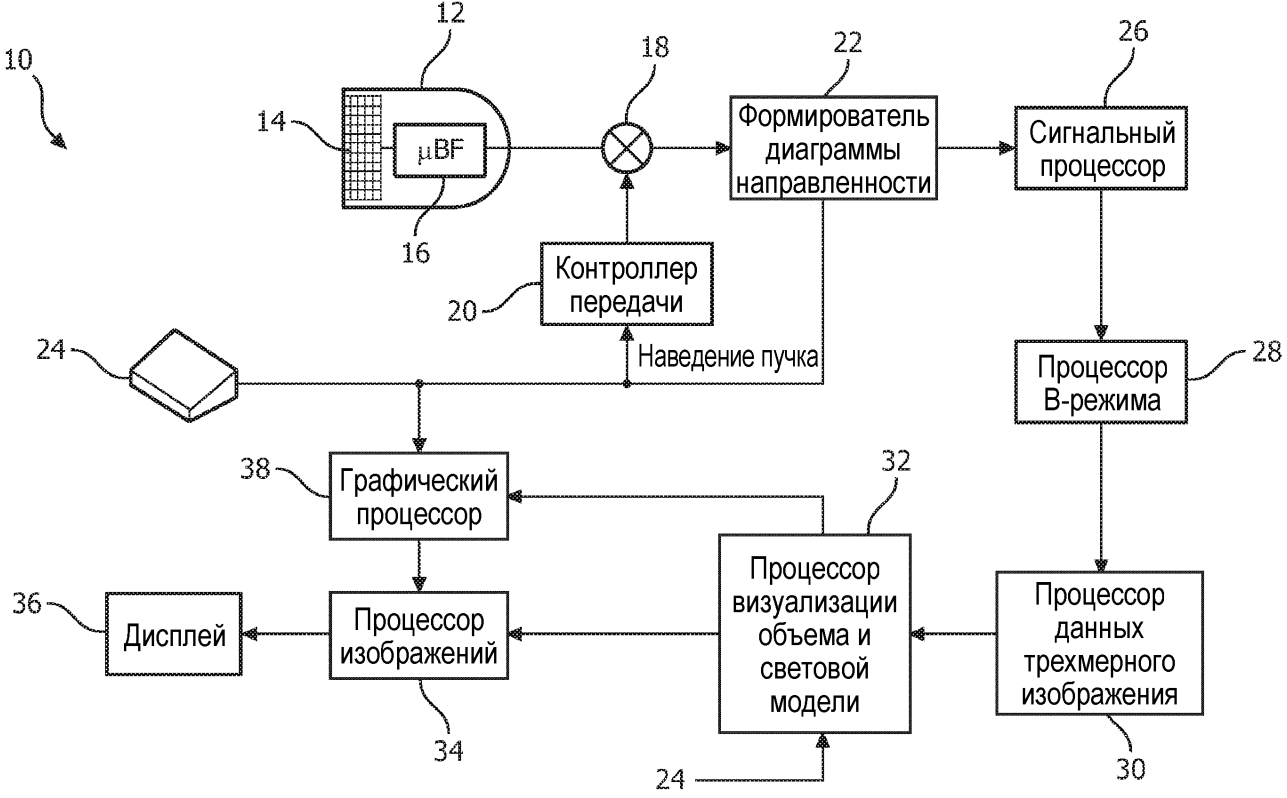 10
12
14
μBF
16
18
22
Формирователь
диаграммы
направленности
26
Сигнальный
процессор
20
Контроллер
передачи
24
Наведение пучка
28
Процессор
В-режима
38
Графический
процессор
32
Процессор
визуализации
объема и
световой
модели
36
Дисплей
Процессор
изображений
34
Процессор
данных
трехмерного
изображения
30
24